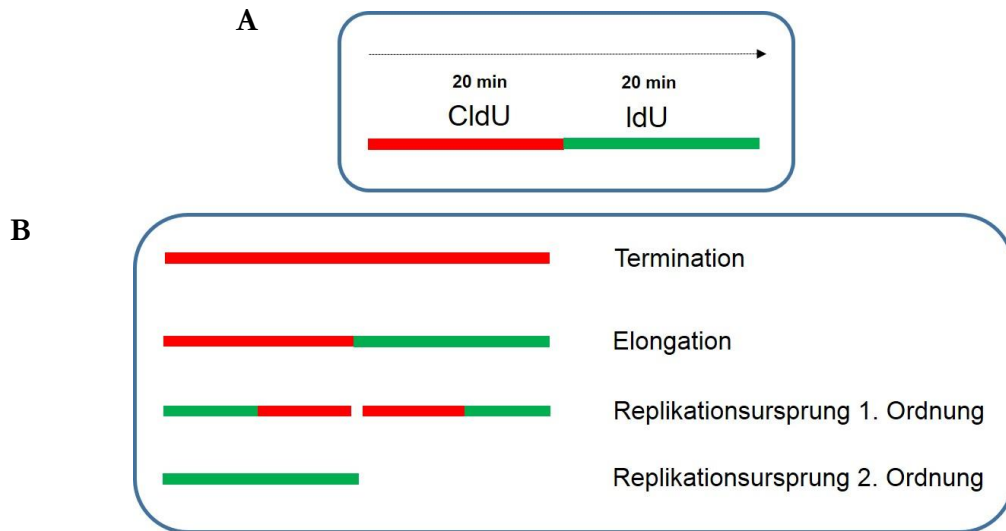 A
20 min 20 min
CldU IdU
B
Termination
Elongation
Replikationsursprung 1. Ordnung
Replikationsursprung 2. Ordnung